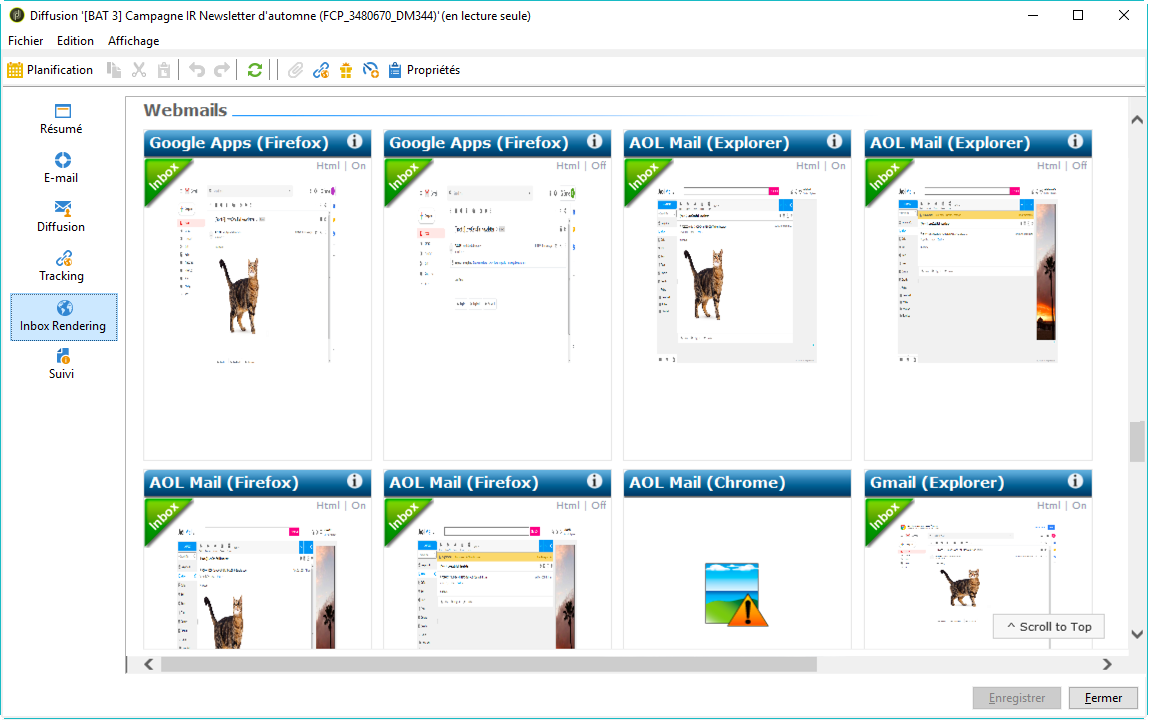 Diffusion '[BAT 3] Campagne IR Newsletter d'automne (FCP_3480670_DM344)' (en lecture seule)
Fichier Edition Affichage
Planification Propriétés
Résumé
E-mail
Diffusion
Tracking
Inbox Rendering
Suivi
Webmails
Google Apps (Firefox) i Google Apps (Firefox) i AOL Mail (Explorer) i AOL Mail (Explorer) i
Inbox Html | On Inbox Html | Off Inbox Html | On Inbox Html | Off
AOL Mail (Firefox) i AOL Mail (Firefox) i AOL Mail (Chrome) Gmail (Explorer) i
Inbox Html | On Inbox Html | Off Inbox Html | On
^ Scroll to Top
Enregistrer Fermer